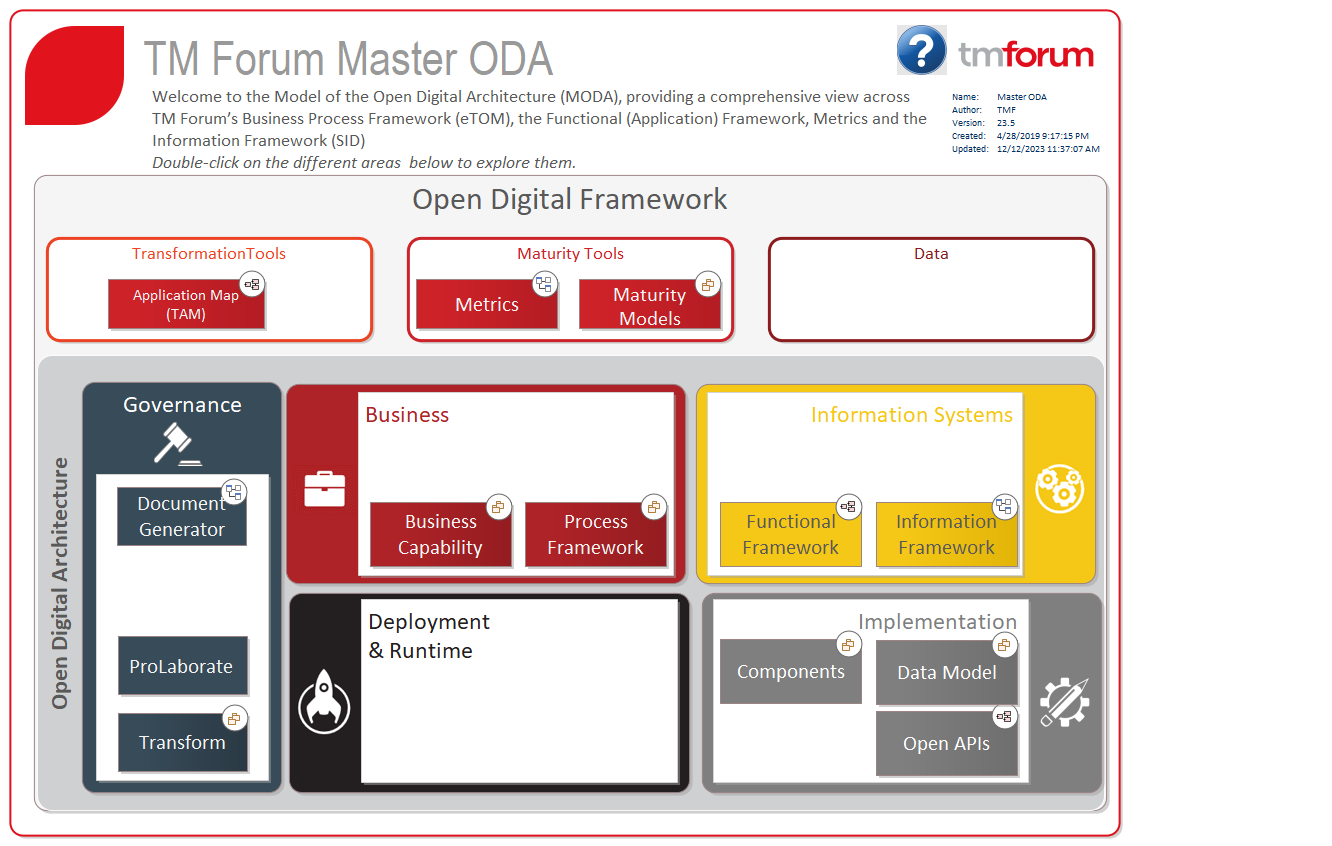 TM Forum Master ODA
tmforum
Welcome to the Model of the Open Digital Architecture (MODA), providing a comprehensive view across
TM Forum's Business Process Framework (eTOM), the Functional (Application) Framework, Metrics and the
Information Framework (SID)
Double-click on the different areas below to explore them.
?
Name: Master ODA
Author: TMF
Version: 23.5
Created: 4/28/2019 9:17:15 PM
Updated: 12/12/2023 11:37:07 AM
Open Digital Framework
TransformationTools
Application Map
(TAM)
Maturity Tools
Metrics
Maturity
Models
Data
Open Digital Architecture
Governance
Document
Generator
ProLaborate
Transform
Business
Business
Capability
Process
Framework
Information Systems
Functional
Framework
Information
Framework
Deployment
& Runtime
Implementation
Components
Data Model
Open APIs